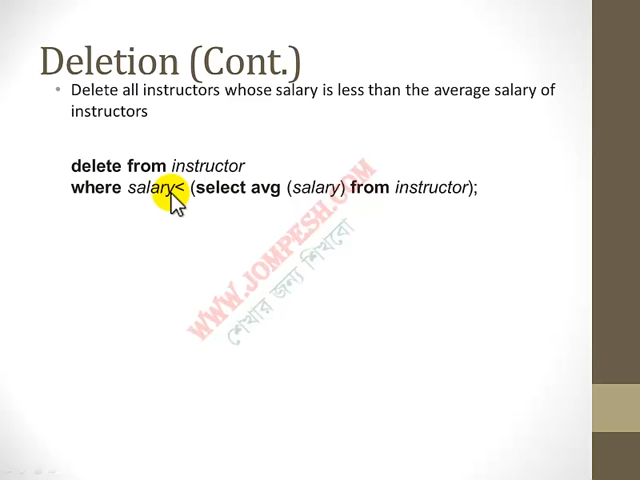 Deletion (Cont.)
• Delete all instructors whose salary is less than the average salary of
instructors
delete from instructor
where salary< (select avg (salary) from instructor);
WWW.JOMPESH.COM
শেখার জন্য শিখবো